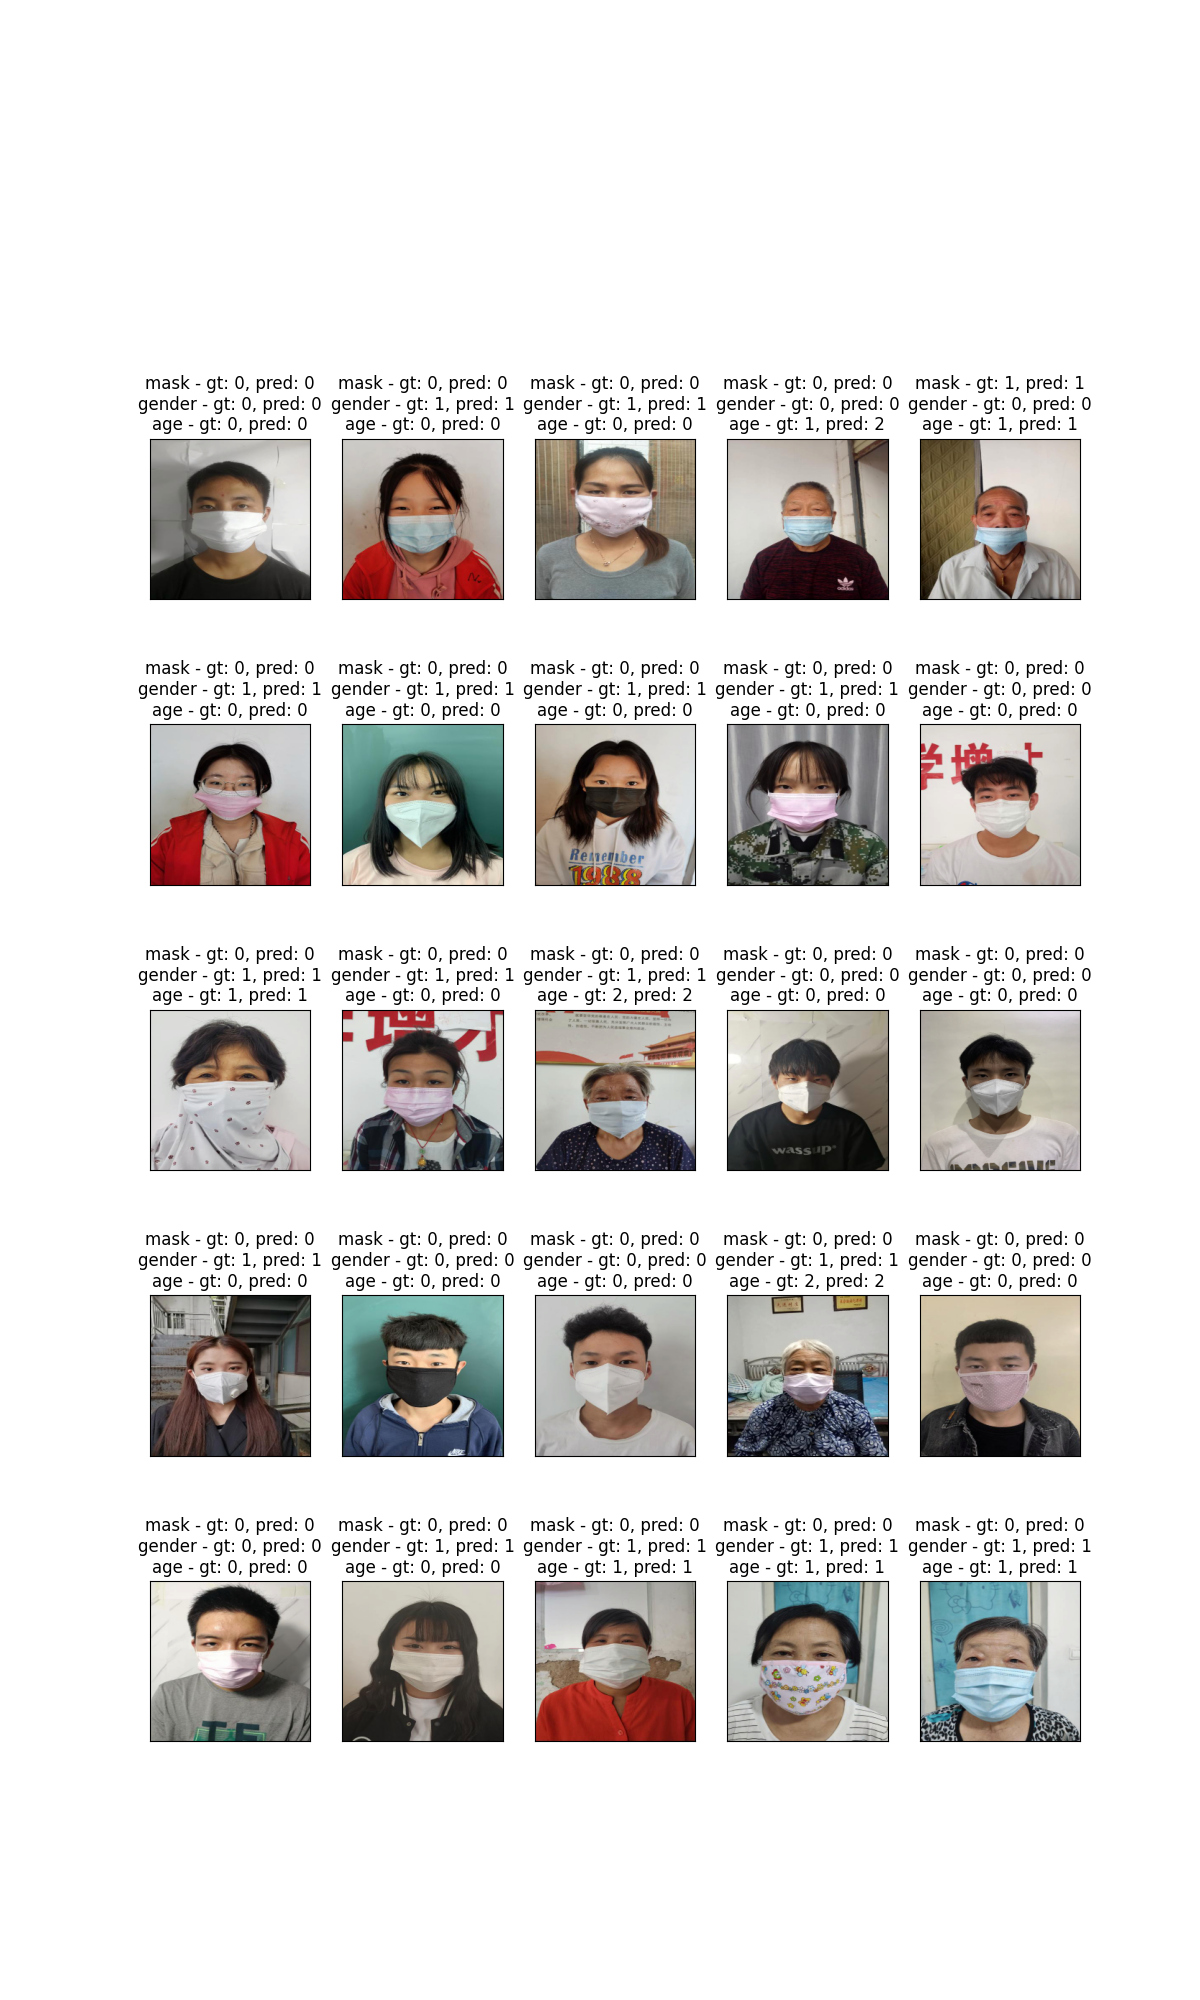 mask - gt: 0, pred: 0
gender - gt: 0, pred: 0
age - gt: 0, pred: 0
mask - gt: 0, pred: 0
gender - gt: 1, pred: 1
age - gt: 0, pred: 0
mask - gt: 0, pred: 0
gender - gt: 1, pred: 1
age - gt: 0, pred: 0
mask - gt: 0, pred: 0
gender - gt: 0, pred: 0
age - gt: 1, pred: 2
adidas
mask - gt: 1, pred: 1
gender - gt: 0, pred: 0
age - gt: 1, pred: 1
mask - gt: 0, pred: 0
gender - gt: 1, pred: 1
age - gt: 0, pred: 0
mask - gt: 0, pred: 0
gender - gt: 1, pred: 1
age - gt: 0, pred: 0
mask - gt: 0, pred: 0
gender - gt: 1, pred: 1
age - gt: 0, pred: 0
Remember
1988
mask - gt: 0, pred: 0
gender - gt: 1, pred: 1
age - gt: 0, pred: 0
mask - gt: 0, pred: 0
gender - gt: 0, pred: 0
age - gt: 0, pred: 0
学增
mask - gt: 0, pred: 0
gender - gt: 1, pred: 1
age - gt: 1, pred: 1
mask - gt: 0, pred: 0
gender - gt: 1, pred: 1
age - gt: 0, pred: 0
增才
mask - gt: 0, pred: 0
gender - gt: 1, pred: 1
age - gt: 2, pred: 2
mask - gt: 0, pred: 0
gender - gt: 0, pred: 0
age - gt: 0, pred: 0
wassup
mask - gt: 0, pred: 0
gender - gt: 0, pred: 0
age - gt: 0, pred: 0
mask - gt: 0, pred: 0
gender - gt: 1, pred: 1
age - gt: 0, pred: 0
mask - gt: 0, pred: 0
gender - gt: 0, pred: 0
age - gt: 0, pred: 0
mask - gt: 0, pred: 0
gender - gt: 0, pred: 0
age - gt: 0, pred: 0
mask - gt: 0, pred: 0
gender - gt: 1, pred: 1
age - gt: 2, pred: 2
mask - gt: 0, pred: 0
gender - gt: 0, pred: 0
age - gt: 0, pred: 0
mask - gt: 0, pred: 0
gender - gt: 0, pred: 0
age - gt: 0, pred: 0
mask - gt: 0, pred: 0
gender - gt: 1, pred: 1
age - gt: 0, pred: 0
mask - gt: 0, pred: 0
gender - gt: 1, pred: 1
age - gt: 1, pred: 1
mask - gt: 0, pred: 0
gender - gt: 1, pred: 1
age - gt: 1, pred: 1
mask - gt: 0, pred: 0
gender - gt: 1, pred: 1
age - gt: 1, pred: 1